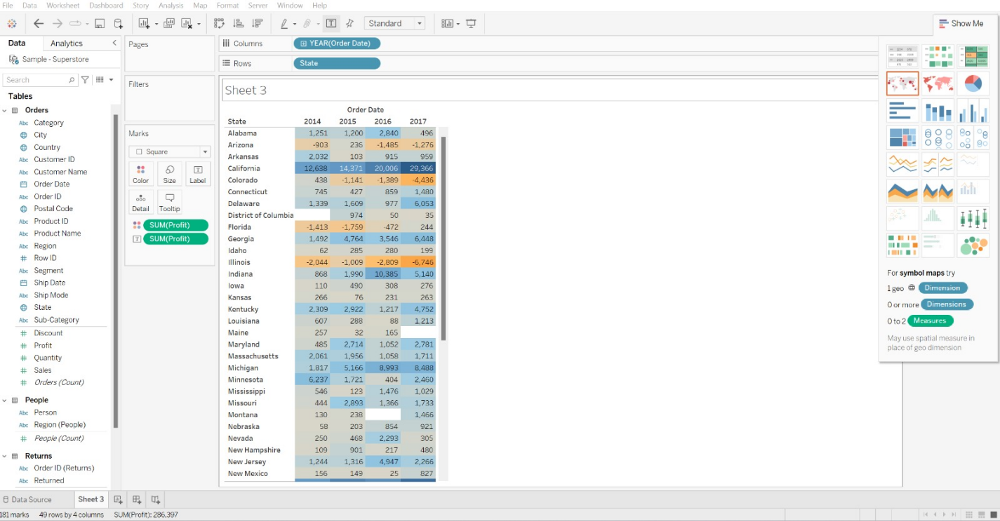 File Data Worksheet Dashboard Story Analysis Map Format Server Window Help
Standard
Show Me
Data Analytics
Sample - Superstore
Search
Tables
Orders
Abc Category
City
Country
Abc Customer ID
Abc Customer Name
Order Date
Abc Order ID
Postal Code
Abc Product ID
Abc Product Name
Abc Region
# Row ID
Abc Segment
Ship Date
Abc Ship Mode
State
Abc Sub-Category
# Discount
# Profit
# Quantity
# Sales
# Orders (Count)
People
Abc Person
Abc Region (People)
# People (Count)
Returns
Abc Order ID (Returns)
Abc Returned
Pages
Filters
Marks
Square
Color Size Label
Detail Tooltip
SUM(Profit)
SUM(Profit)
Columns YEAR(Order Date)
Rows State
Sheet 3
Order Date
State 2014 2015 2016 2017
Alabama 1,251 1,200 2,840 496
Arizona -903 236 -1,485 -1,276
Arkansas 2,032 103 915 959
California 12,638 14,371 20,006 29,366
Colorado 438 -1,141 -1,389 -4,436
Connecticut 745 427 859 1,480
Delaware 1,339 1,609 977 6,053
District of Columbia 974 50 35
Florida -1,413 -1,759 -472 244
Georgia 1,492 4,764 3,546 6,448
Idaho 62 285 280 199
Illinois -2,044 -1,009 -2,809 -6,746
Indiana 868 1,990 10,385 5,140
Iowa 110 490 308 276
Kansas 266 76 231 263
Kentucky 2,309 2,922 1,217 4,752
Louisiana 607 288 88 1,213
Maine 257 32 165
Maryland 485 2,714 1,052 2,781
Massachusetts 2,061 1,956 1,058 1,711
Michigan 1,817 5,166 8,993 8,488
Minnesota 6,237 1,721 404 2,460
Mississippi 546 123 1,476 1,029
Missouri 444 2,893 1,366 1,733
Montana 130 238 1,466
Nebraska 58 203 854 921
Nevada 250 468 2,293 305
New Hampshire 109 901 217 480
New Jersey 1,244 1,316 4,947 2,266
New Mexico 156 149 25 827
For symbol maps try
1 geo Dimension
0 or more Dimensions
0 to 2 Measures
May use spatial measure in
place of geo dimension
Data Source Sheet 3
181 marks 49 rows by 4 columns SUM(Profit): 286,397